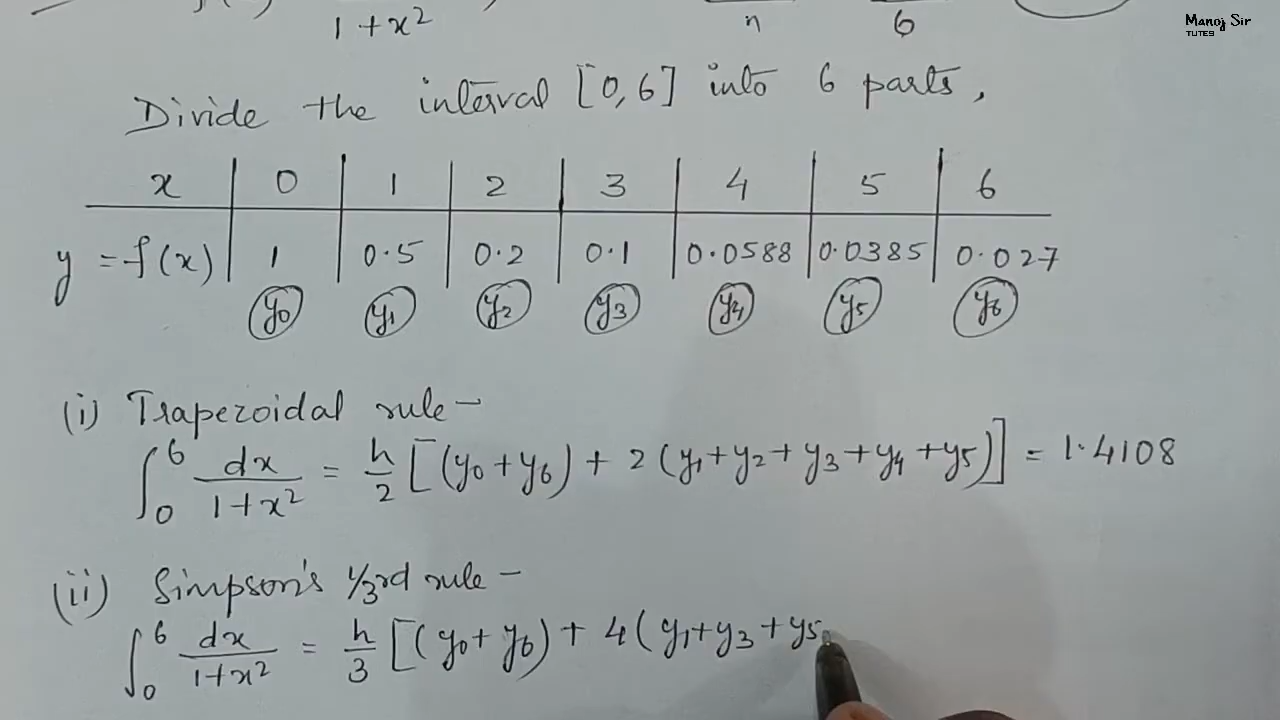 Manoj Sir
TUTES
1 + x² n 6
Divide the interval [0, 6] into 6 parts,
x 0 1 2 3 4 5 6
y = f(x) 1 0.5 0.2 0.1 0.0588 0.0385 0.027
y₀ y₁ y₂ y₃ y₄ y₅ y₆
(i) Trapezoidal rule –
∫₀⁶ dx/(1+x²) = h/2 [(y₀ + y₆) + 2 (y₁ + y₂ + y₃ + y₄ + y₅)] = 1.4108
(ii) Simpson's 1/3rd rule –
∫₀⁶ dx/(1+x²) = h/3 [(y₀ + y₆) + 4 (y₁ + y₃ + y₅